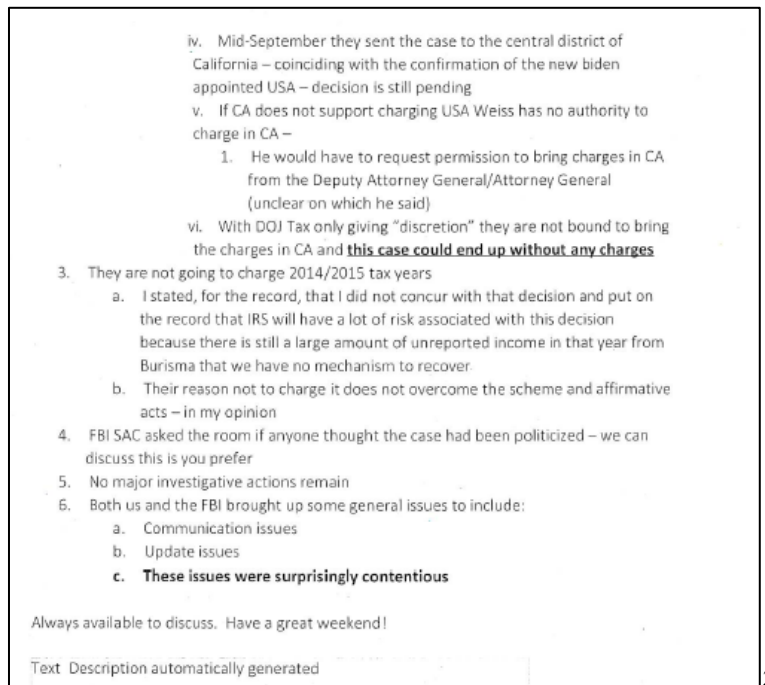 iv. Mid-September they sent the case to the central district of
California – coinciding with the confirmation of the new biden
appointed USA – decision is still pending
v. If CA does not support charging USA Weiss has no authority to
charge in CA –
1. He would have to request permission to bring charges in CA
from the Deputy Attorney General/Attorney General
(unclear on which he said)
vi. With DOJ Tax only giving "discretion" they are not bound to bring
the charges in CA and this case could end up without any charges
3. They are not going to charge 2014/2015 tax years
a. I stated, for the record, that I did not concur with that decision and put on
the record that IRS will have a lot of risk associated with this decision
because there is still a large amount of unreported income in that year from
Burisma that we have no mechanism to recover
b. Their reason not to charge it does not overcome the scheme and affirmative
acts – in my opinion
4. FBI SAC asked the room if anyone thought the case had been politicized – we can
discuss this is you prefer
5. No major investigative actions remain
6. Both us and the FBI brought up some general issues to include:
a. Communication issues
b. Update issues
c. These issues were surprisingly contentious
Always available to discuss. Have a great weekend!
Text Description automatically generated